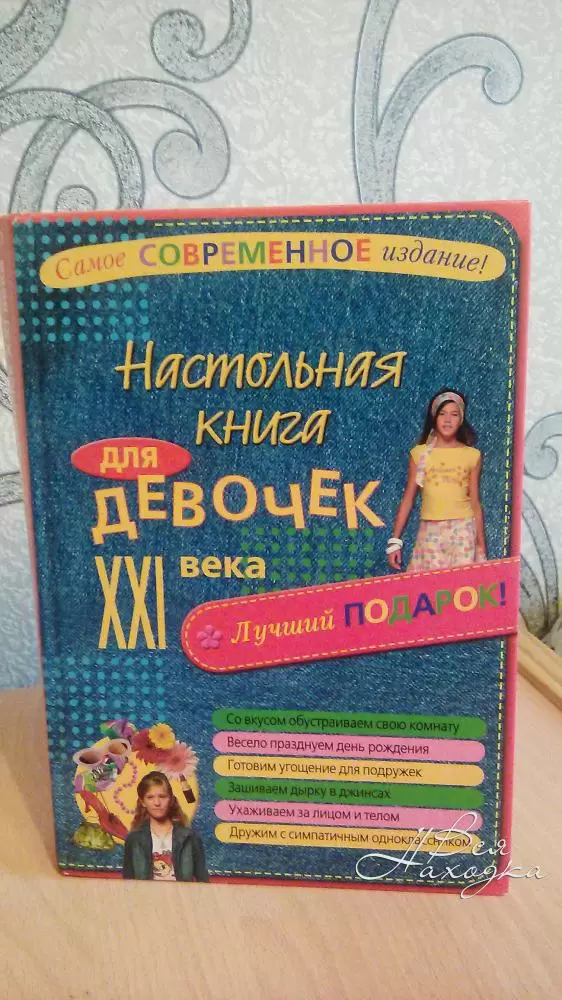 Самое СОВРЕМЕННОЕ издание!
Настольная
книга
для
ДЕВОЧЕК
XXI века
Лучший ПОДАРОК!
Со вкусом обустраиваем свою комнату
Весело празднуем день рождения
Готовим угощение для подружек
Зашиваем дырку в джинсах
Ухаживаем за лицом и телом
Дружим с симпатичным одноклассником
Вся
Находка